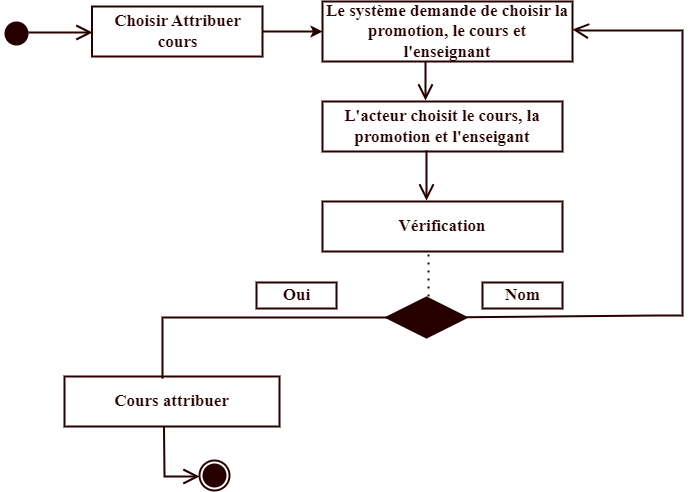 Choisir Attribuer
cours
Le système demande de choisir la
promotion, le cours et
l'enseignant
L'acteur choisit le cours, la
promotion et l'enseigant
Vérification
Oui
Nom
Cours attribuer